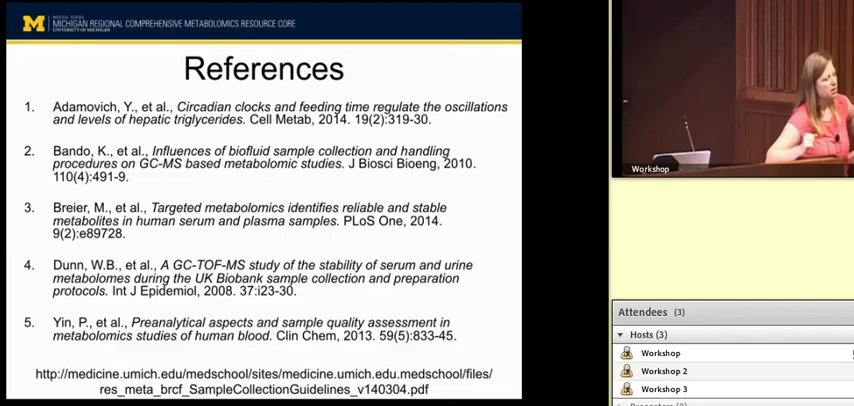 M
MEDICAL SCHOOL
MICHIGAN REGIONAL COMPREHENSIVE METABOLOMICS RESOURCE CORE
UNIVERSITY OF MICHIGAN
References
1. Adamovich, Y., et al., Circadian clocks and feeding time regulate the oscillations
and levels of hepatic triglycerides. Cell Metab, 2014. 19(2):319-30.
2. Bando, K., et al., Influences of biofluid sample collection and handling
procedures on GC-MS based metabolomic studies. J Biosci Bioeng, 2010.
110(4):491-9.
3. Breier, M., et al., Targeted metabolomics identifies reliable and stable
metabolites in human serum and plasma samples. PLoS One, 2014.
9(2):e89728.
4. Dunn, W.B., et al., A GC-TOF-MS study of the stability of serum and urine
metabolomes during the UK Biobank sample collection and preparation
protocols. Int J Epidemiol, 2008. 37:i23-30.
5. Yin, P., et al., Preanalytical aspects and sample quality assessment in
metabolomics studies of human blood. Clin Chem, 2013. 59(5):833-45.
http://medicine.umich.edu/medschool/sites/medicine.umich.edu.medschool/files/
res_meta_brcf_SampleCollectionGuidelines_v140304.pdf
Workshop
Attendees (3)
Hosts (3)
Workshop
Workshop 2
Workshop 3